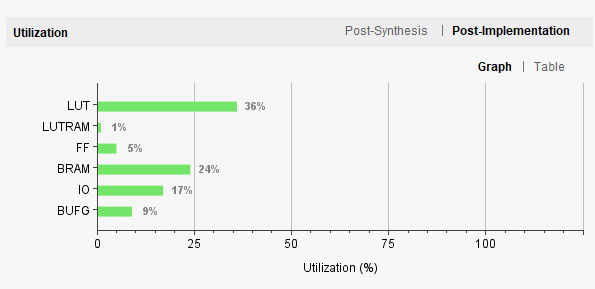 Utilization Post-Synthesis | Post-Implementation
Graph | Table
LUT 36%
LUTRAM 1%
FF 5%
BRAM 24%
IO 17%
BUFG 9%
0 25 50 75 100
Utilization (%)